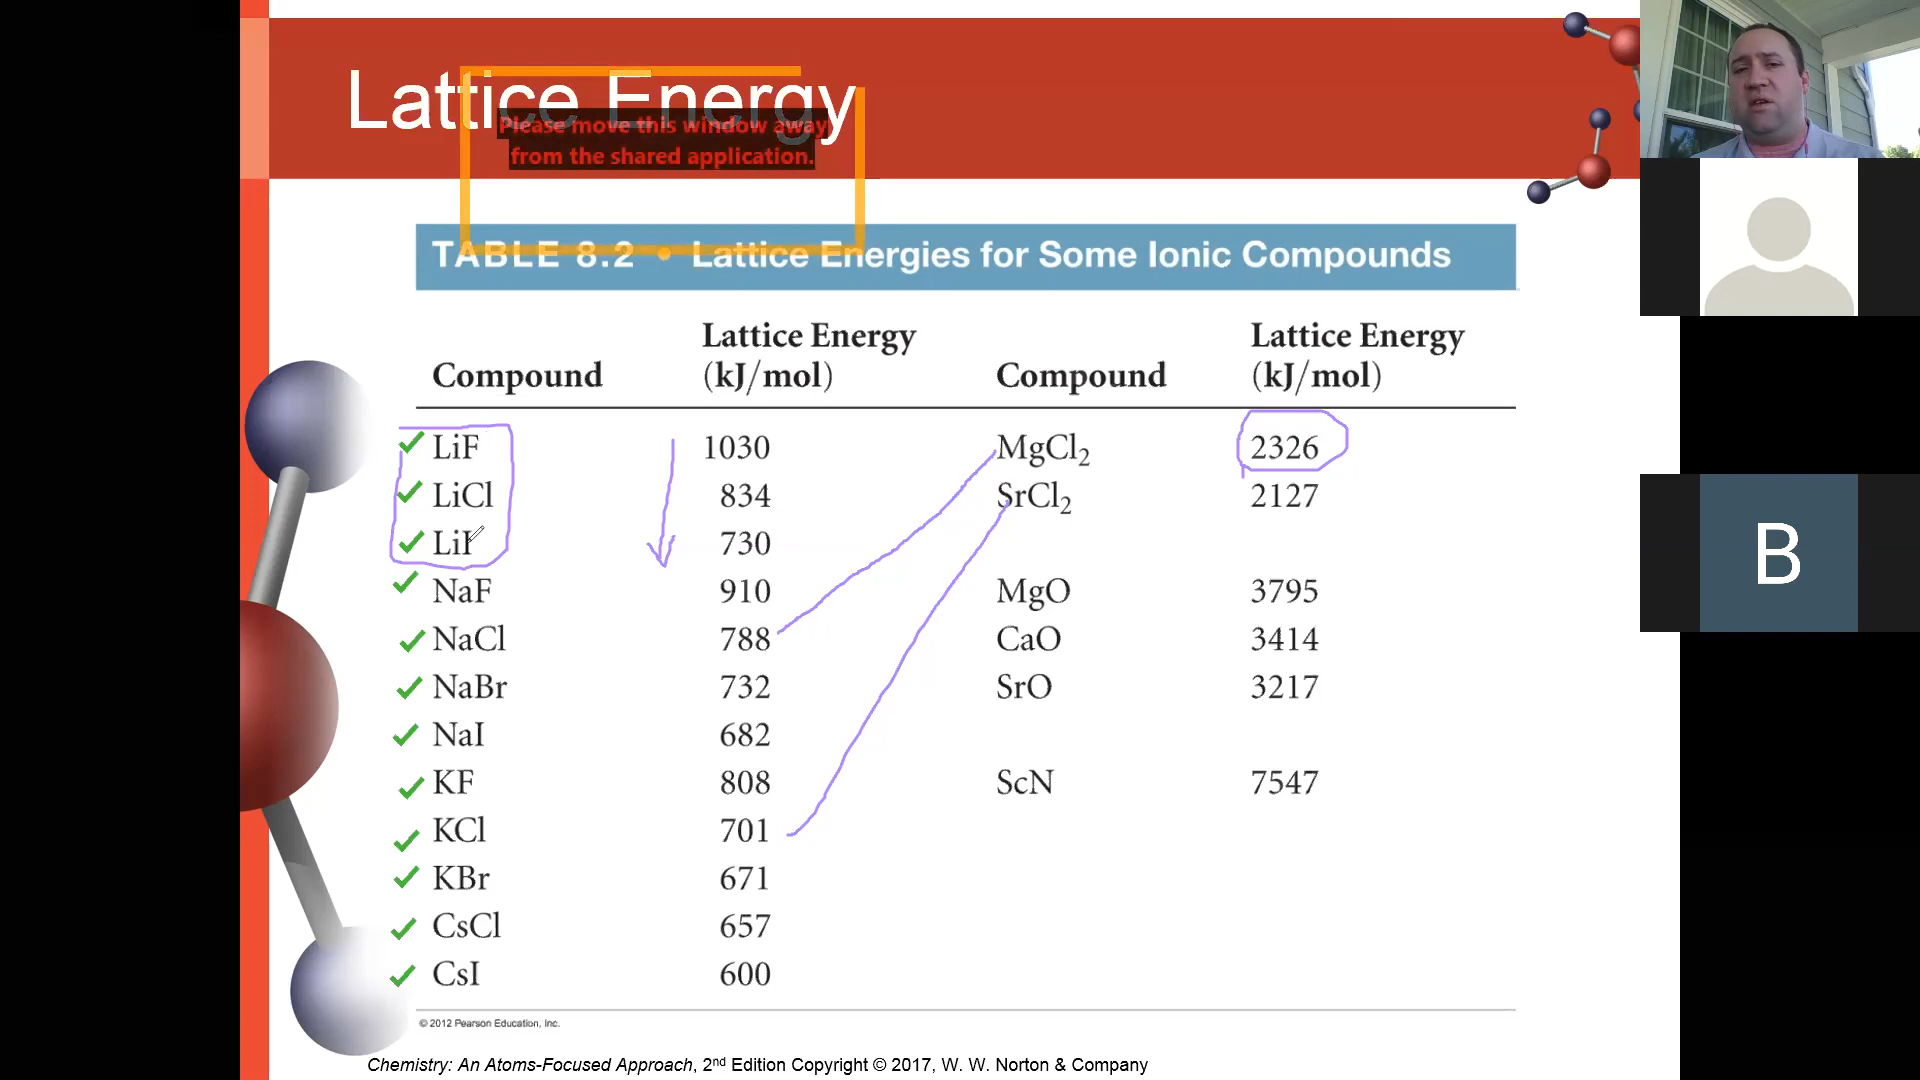 Lattice Energy
Please move this window away
from the shared application.
TABLE 8.2 • Lattice Energies for Some Ionic Compounds
Compound Lattice Energy (kJ/mol) Compound Lattice Energy (kJ/mol)
LiF 1030 MgCl₂ 2326
LiCl 834 SrCl₂ 2127
LiI 730
NaF 910 MgO 3795
NaCl 788 CaO 3414
NaBr 732 SrO 3217
NaI 682
KF 808 ScN 7547
KCl 701
KBr 671
CsCl 657
CsI 600
© 2012 Pearson Education, Inc.
Chemistry: An Atoms-Focused Approach, 2nd Edition Copyright © 2017, W. W. Norton & Company
B